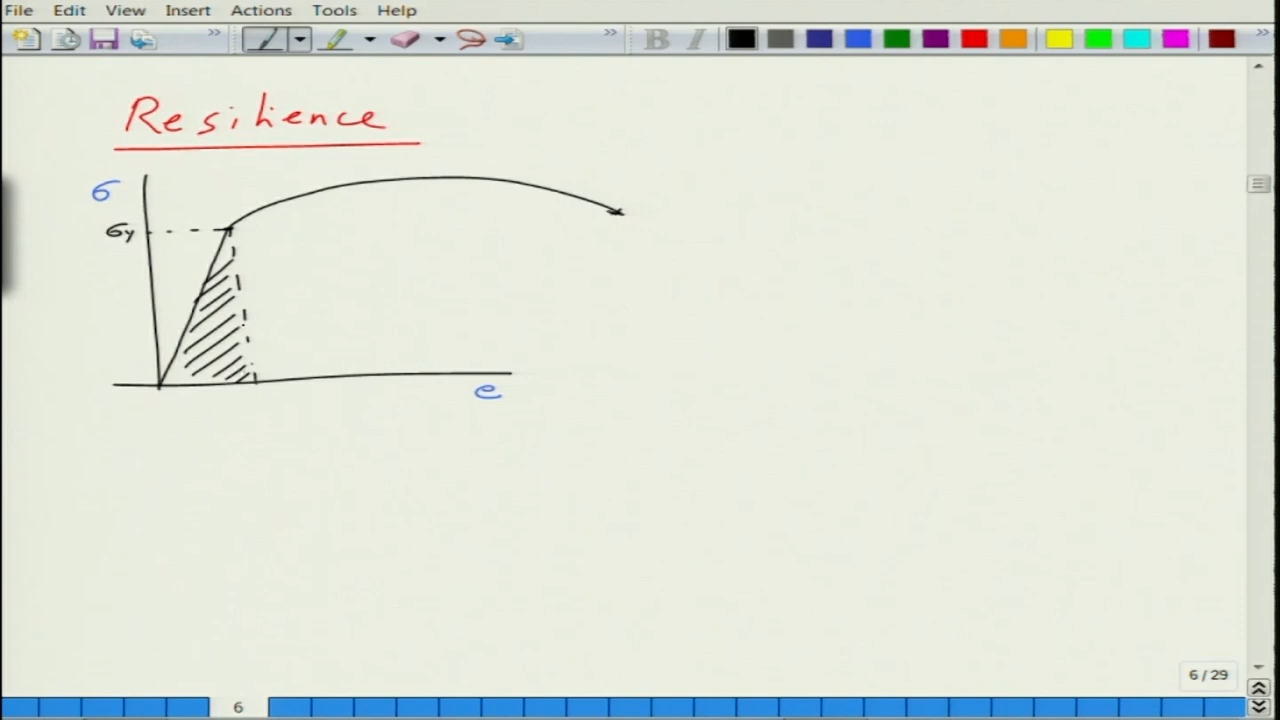 File Edit View Insert Actions Tools Help
B I
Resilience
σ
σy
e
6 / 29
6